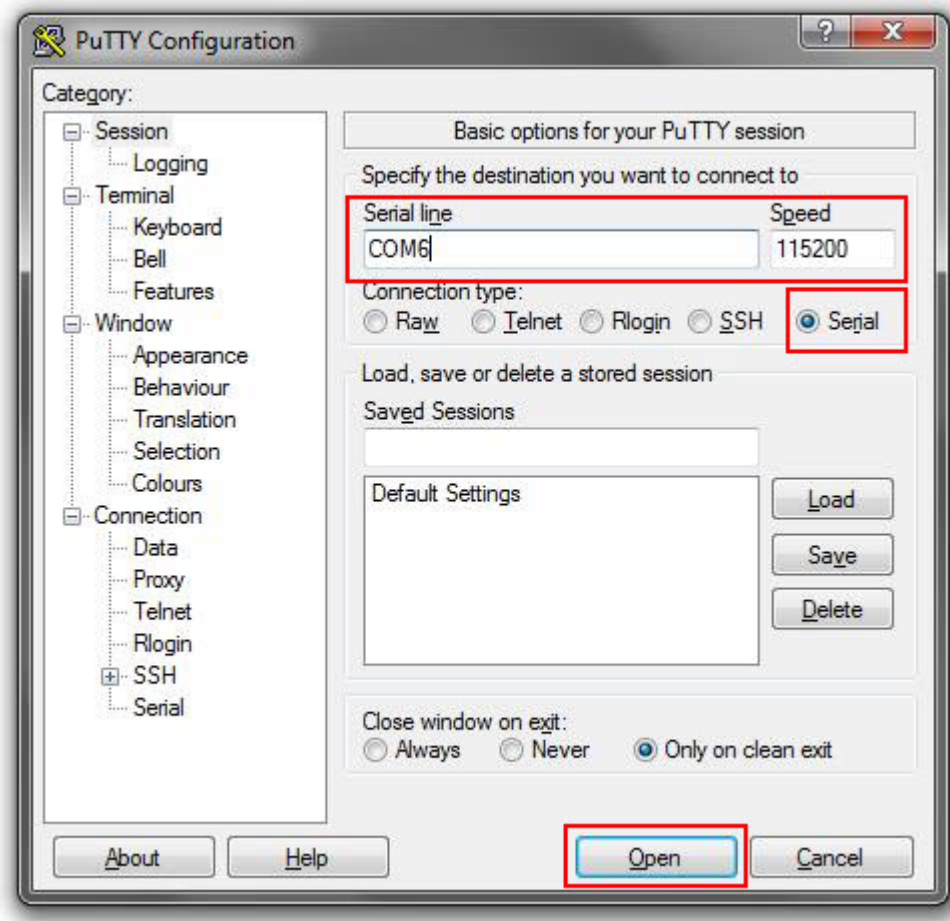 PuTTY Configuration
?
X
Category:
Session
Logging
Terminal
Keyboard
Bell
Features
Window
Appearance
Behaviour
Translation
Selection
Colours
Connection
Data
Proxy
Telnet
Rlogin
SSH
Serial
Basic options for your PuTTY session
Specify the destination you want to connect to
Serial line Speed
COM6 115200
Connection type:
Raw Telnet Rlogin SSH Serial
Load, save or delete a stored session
Saved Sessions
Default Settings
Load
Save
Delete
Close window on exit:
Always Never Only on clean exit
About Help Open Cancel